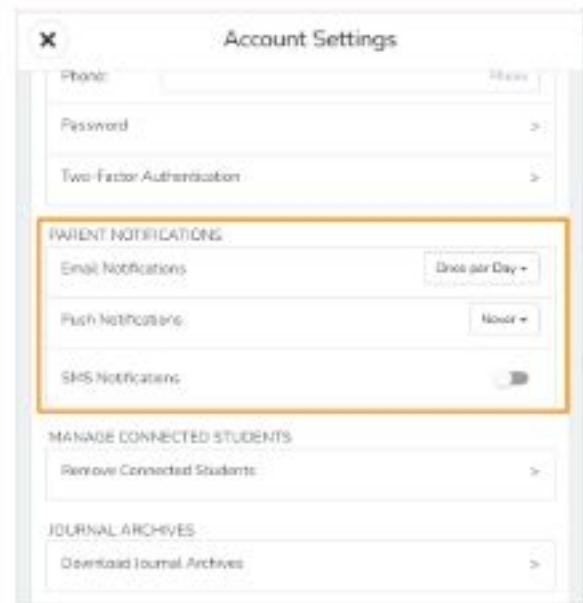 Account Settings
Phone: Phone
Password >
Two-Factor Authentication >
PARENT NOTIFICATIONS
Email Notifications Once per Day
Push Notifications Never
SMS Notifications
MANAGE CONNECTED STUDENTS
Remove Connected Students >
JOURNAL ARCHIVES
Download Journal Archives >